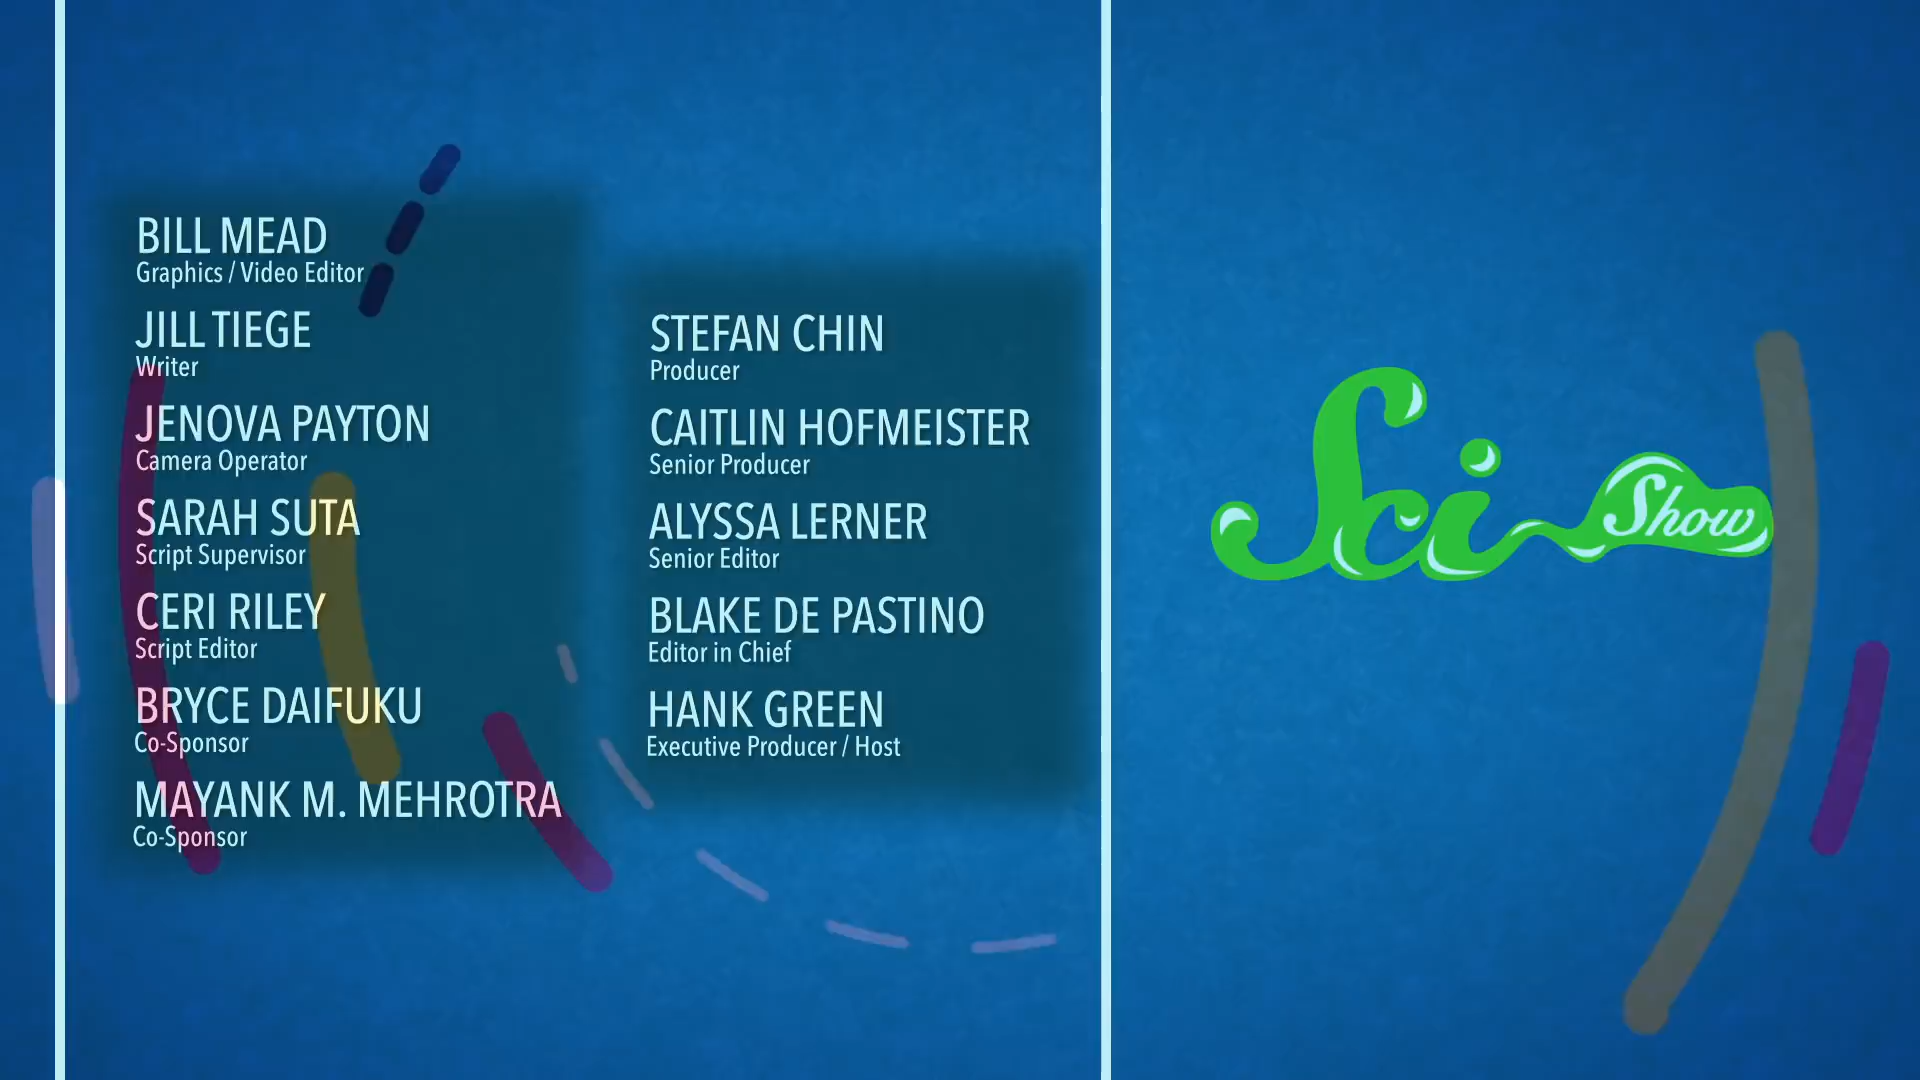 BILL MEAD
Graphics / Video Editor
JILL TIEGE
Writer
JENOVA PAYTON
Camera Operator
SARAH SUTA
Script Supervisor
CERI RILEY
Script Editor
BRYCE DAIFUKU
Co-Sponsor
MAYANK M. MEHROTRA
Co-Sponsor
STEFAN CHIN
Producer
CAITLIN HOFMEISTER
Senior Producer
ALYSSA LERNER
Senior Editor
BLAKE DE PASTINO
Editor in Chief
HANK GREEN
Executive Producer / Host
Sci Show